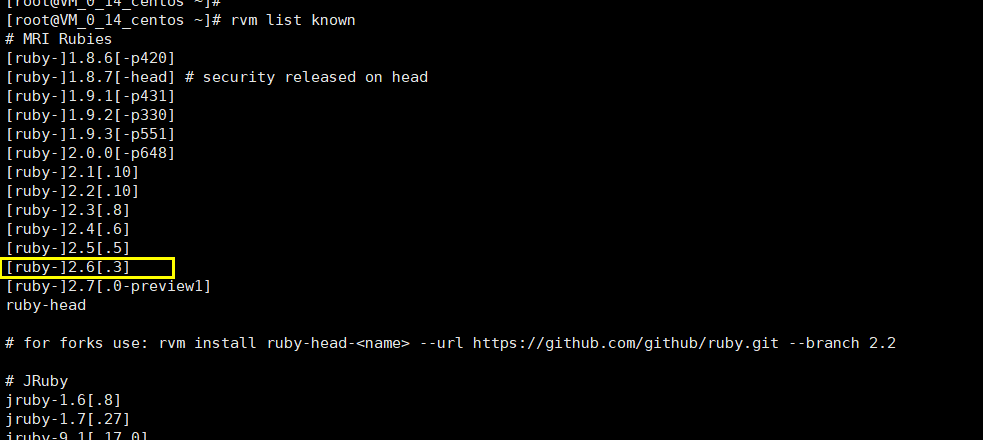 [root@VM_0_14_centos ~]#
[root@VM_0_14_centos ~]# rvm list known
# MRI Rubies
[ruby-]1.8.6[-p420]
[ruby-]1.8.7[-head] # security released on head
[ruby-]1.9.1[-p431]
[ruby-]1.9.2[-p330]
[ruby-]1.9.3[-p551]
[ruby-]2.0.0[-p648]
[ruby-]2.1[.10]
[ruby-]2.2[.10]
[ruby-]2.3[.8]
[ruby-]2.4[.6]
[ruby-]2.5[.5]
[ruby-]2.6[.3]
[ruby-]2.7[.0-preview1]
ruby-head
# for forks use: rvm install ruby-head-<name> --url https://github.com/github/ruby.git --branch 2.2
# JRuby
jruby-1.6[.8]
jruby-1.7[.27]
jruby-9.1[.17.0]